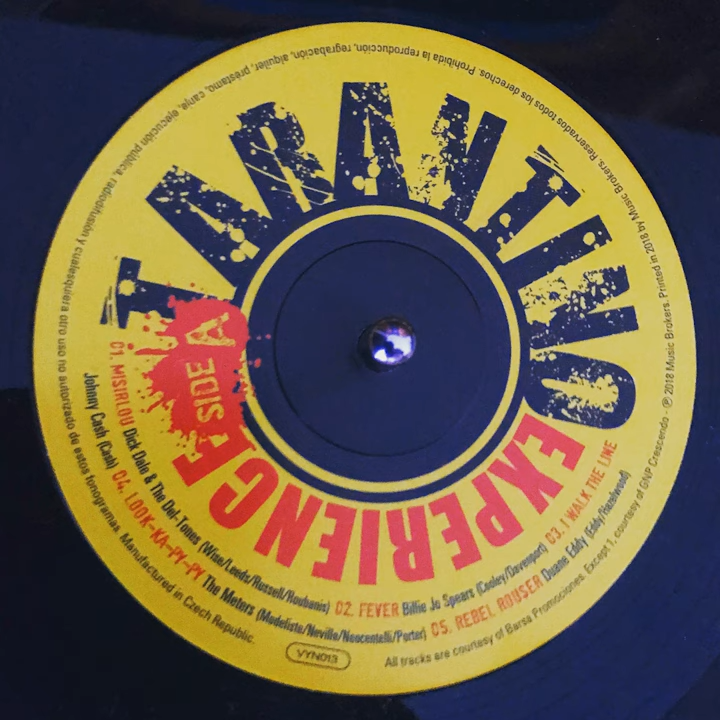 TARANTINO
EXPERIENCE
SIDE A
01. MISIRLOU Dick Dale & The Del-Tones (Wise/Leeds/Russell/Roubanis) 02. FEVER Billie Jo Spears (Cooley/Davenport) 03. I WALK THE LINE
Johnny Cash (Cash) 04. LOOK-KA-PY-PY The Meters (Modeliste/Neville/Nocentelli/Porter) 05. REBEL ROUSER Duane Eddy (Eddy/Hazelwood)
All tracks are courtesy of Barsa Promociones. Except 1, courtesy of GNP Crescendo - ℗ 2018 Music Brokers. Printed in 2018 by Music Brokers. Reservados todos los derechos. Prohibida la reproducción, regrabación, alquiler, préstamo, canje, ejecución pública, radiodifusión y cualesquiera otro uso no autorizado de estos fonogramas. Manufactured in Czech Republic.
VYN013